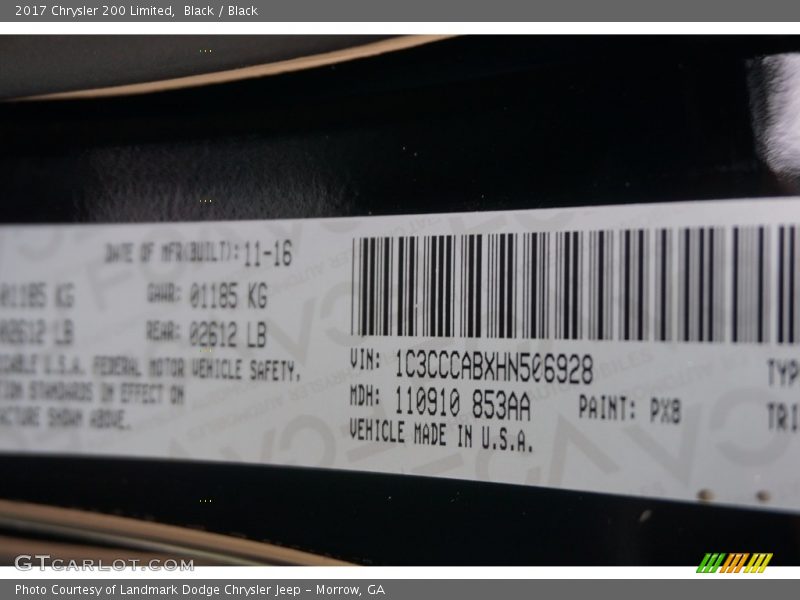 2017 Chrysler 200 Limited,  Black / Black
DATE OF MFR(BUILT): 11-16
01185 KG GAWR: 01185 KG
02612 LB REAR: 02612 LB
U.S.A. FEDERAL MOTOR VEHICLE SAFETY,
STANDARDS IN EFFECT ON
SHOWN ABOVE.
VIN: 1C3CCCABXHN506928
MDH: 110910 853AA
PAINT: PX8
VEHICLE MADE IN U.S.A.
TYP
TRI
GTCARLOT.COM
Photo Courtesy of Landmark Dodge Chrysler Jeep – Morrow, GA